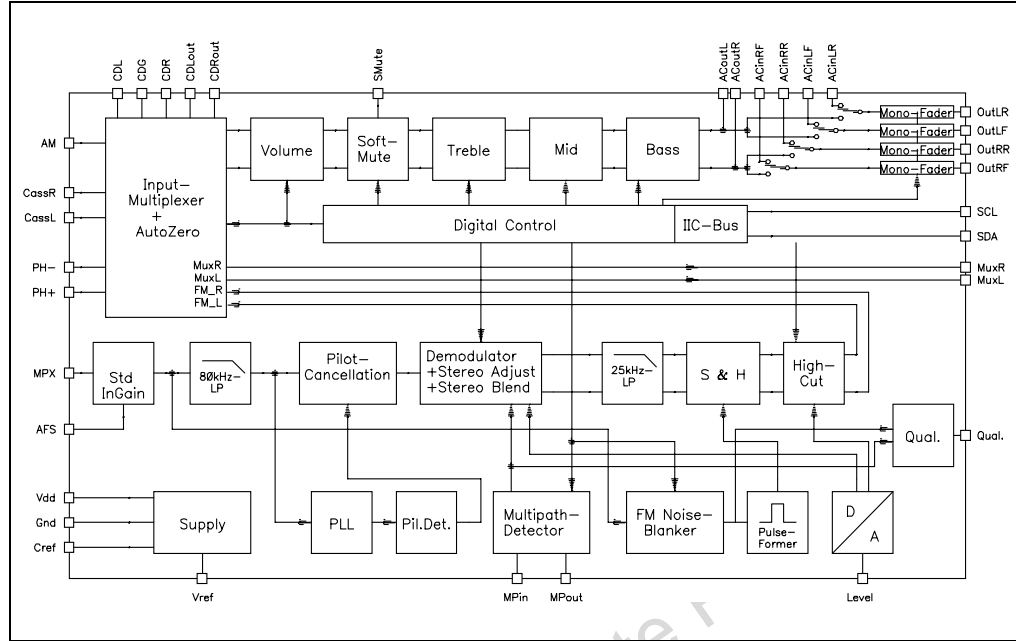 CDL
CDG
CDR
CDLout
CDRout
SMute
ACoutL
ACoutR
ACinRF
ACinRR
ACinLF
ACinLR
AM
CassR
CassL
PH-
PH+
Input-
Multiplexer
+
AutoZero
MuxR
MuxL
FM_R
FM_L
Volume
Soft-
Mute
Treble
Mid
Bass
Mono-Fader
Mono-Fader
Mono-Fader
Mono-Fader
OutLR
OutLF
OutRR
OutRF
Digital Control
IIC-Bus
SCL
SDA
MuxR
MuxL
MPX
AFS
Std
InGain
80kHz-
LP
Pilot-
Cancellation
Demodulator
+Stereo Adjust
+Stereo Blend
25kHz-
LP
S & H
High-
Cut
Qual.
Qual.
Vdd
Gnd
Cref
Supply
PLL
Pil.Det.
Multipath-
Detector
FM Noise-
Blanker
Pulse-
Former
D
A
Vref
MPin
MPout
Level